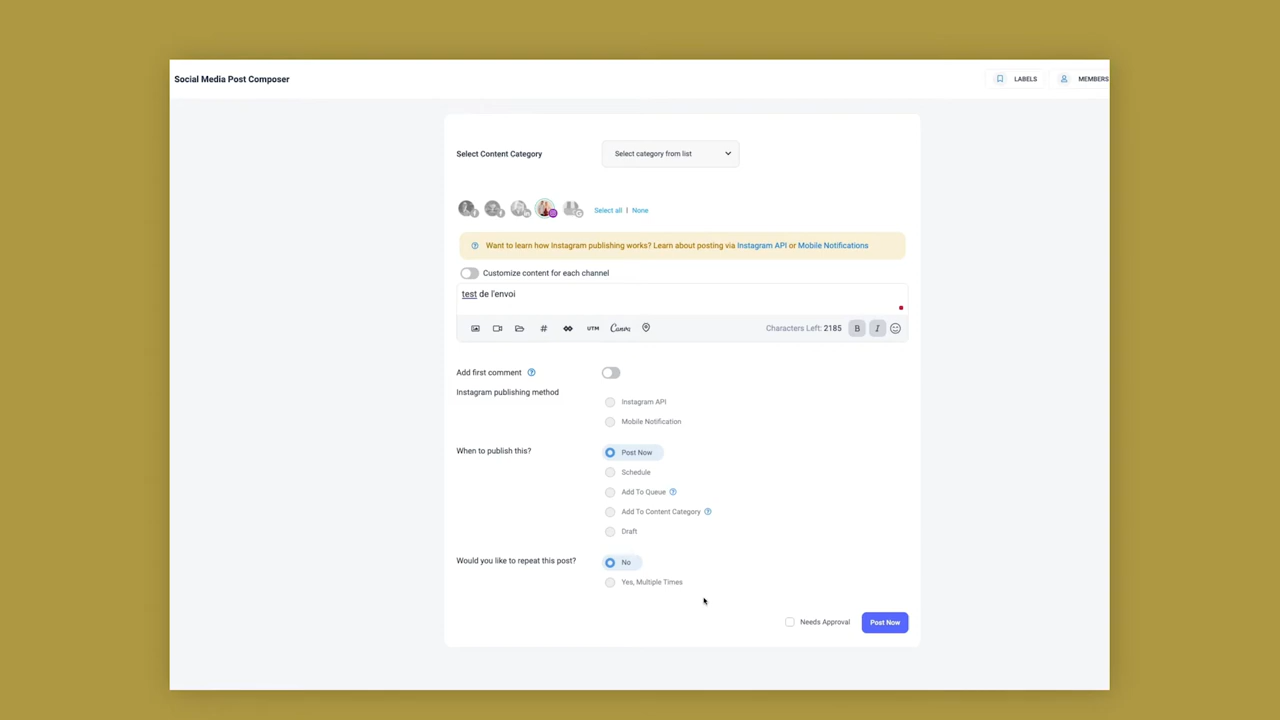 Social Media Post Composer
LABELS
MEMBERS
Select Content Category
Select category from list
Select all | None
Want to learn how Instagram publishing works? Learn about posting via Instagram API or Mobile Notifications
Customize content for each channel
test de l'envoi
# UTM Canva Characters Left: 2185 B I
Add first comment ?
Instagram publishing method
Instagram API
Mobile Notification
When to publish this?
Post Now
Schedule
Add To Queue ?
Add To Content Category ?
Draft
Would you like to repeat this post?
No
Yes, Multiple Times
Needs Approval
Post Now